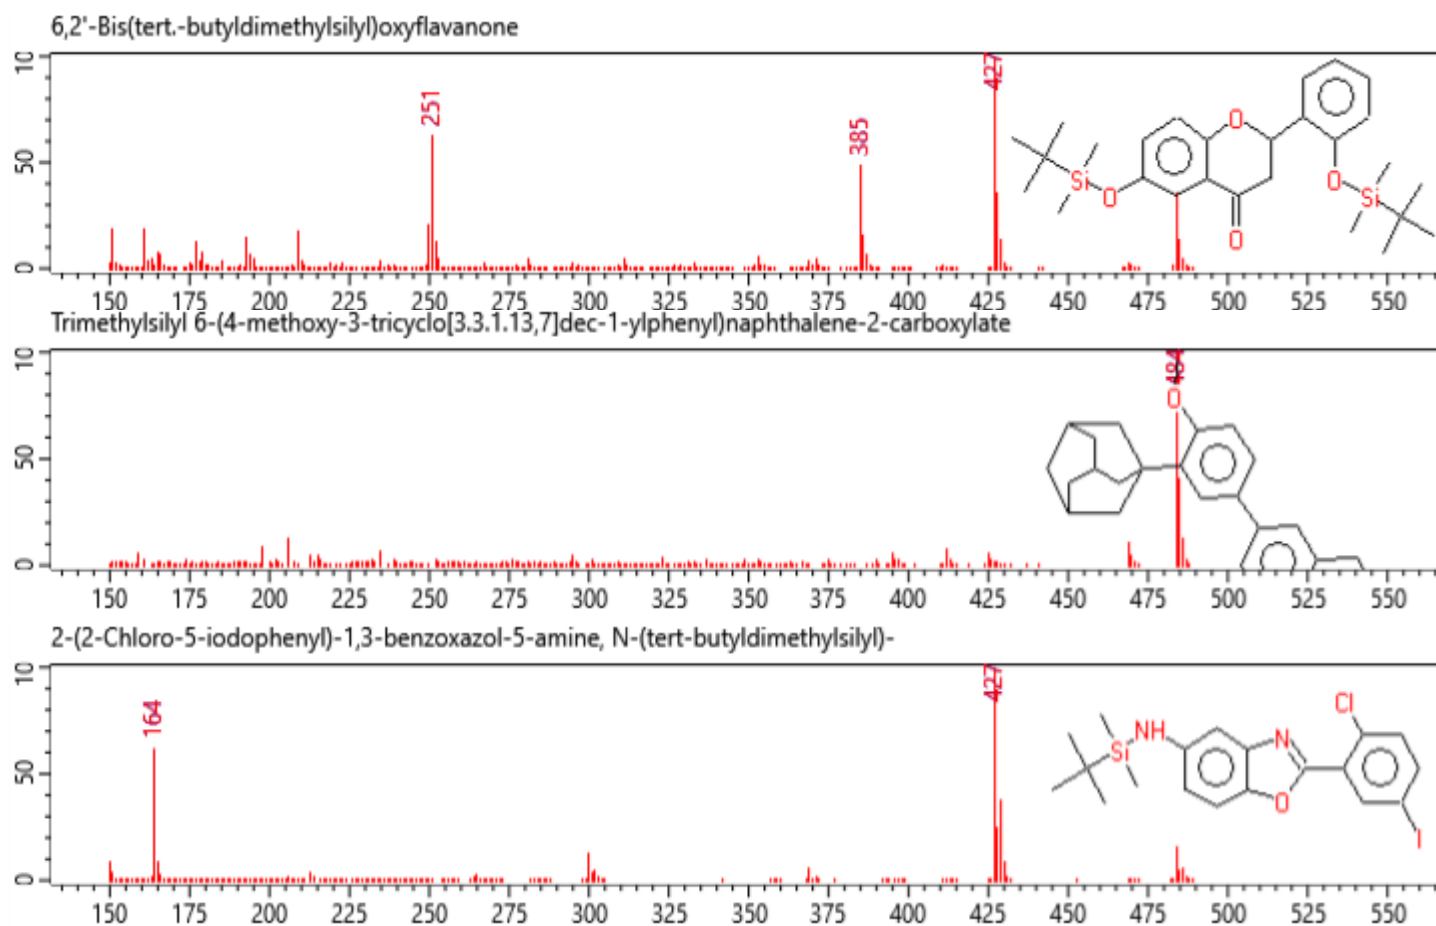 6,2'-Bis(tert.-butyldimethylsilyl)oxyflavanone
10
50
0
251
385
427
Si
O
O
O
O
Si
150 175 200 225 250 275 300 325 350 375 400 425 450 475 500 525 550
Trimethylsilyl 6-(4-methoxy-3-tricyclo[3.3.1.13,7]dec-1-ylphenyl)naphthalene-2-carboxylate
10
50
0
484
O
150 175 200 225 250 275 300 325 350 375 400 425 450 475 500 525 550
2-(2-Chloro-5-iodophenyl)-1,3-benzoxazol-5-amine, N-(tert-butyldimethylsilyl)-
10
50
0
164
427
Si
NH
N
O
Cl
I
150 175 200 225 250 275 300 325 350 375 400 425 450 475 500 525 550